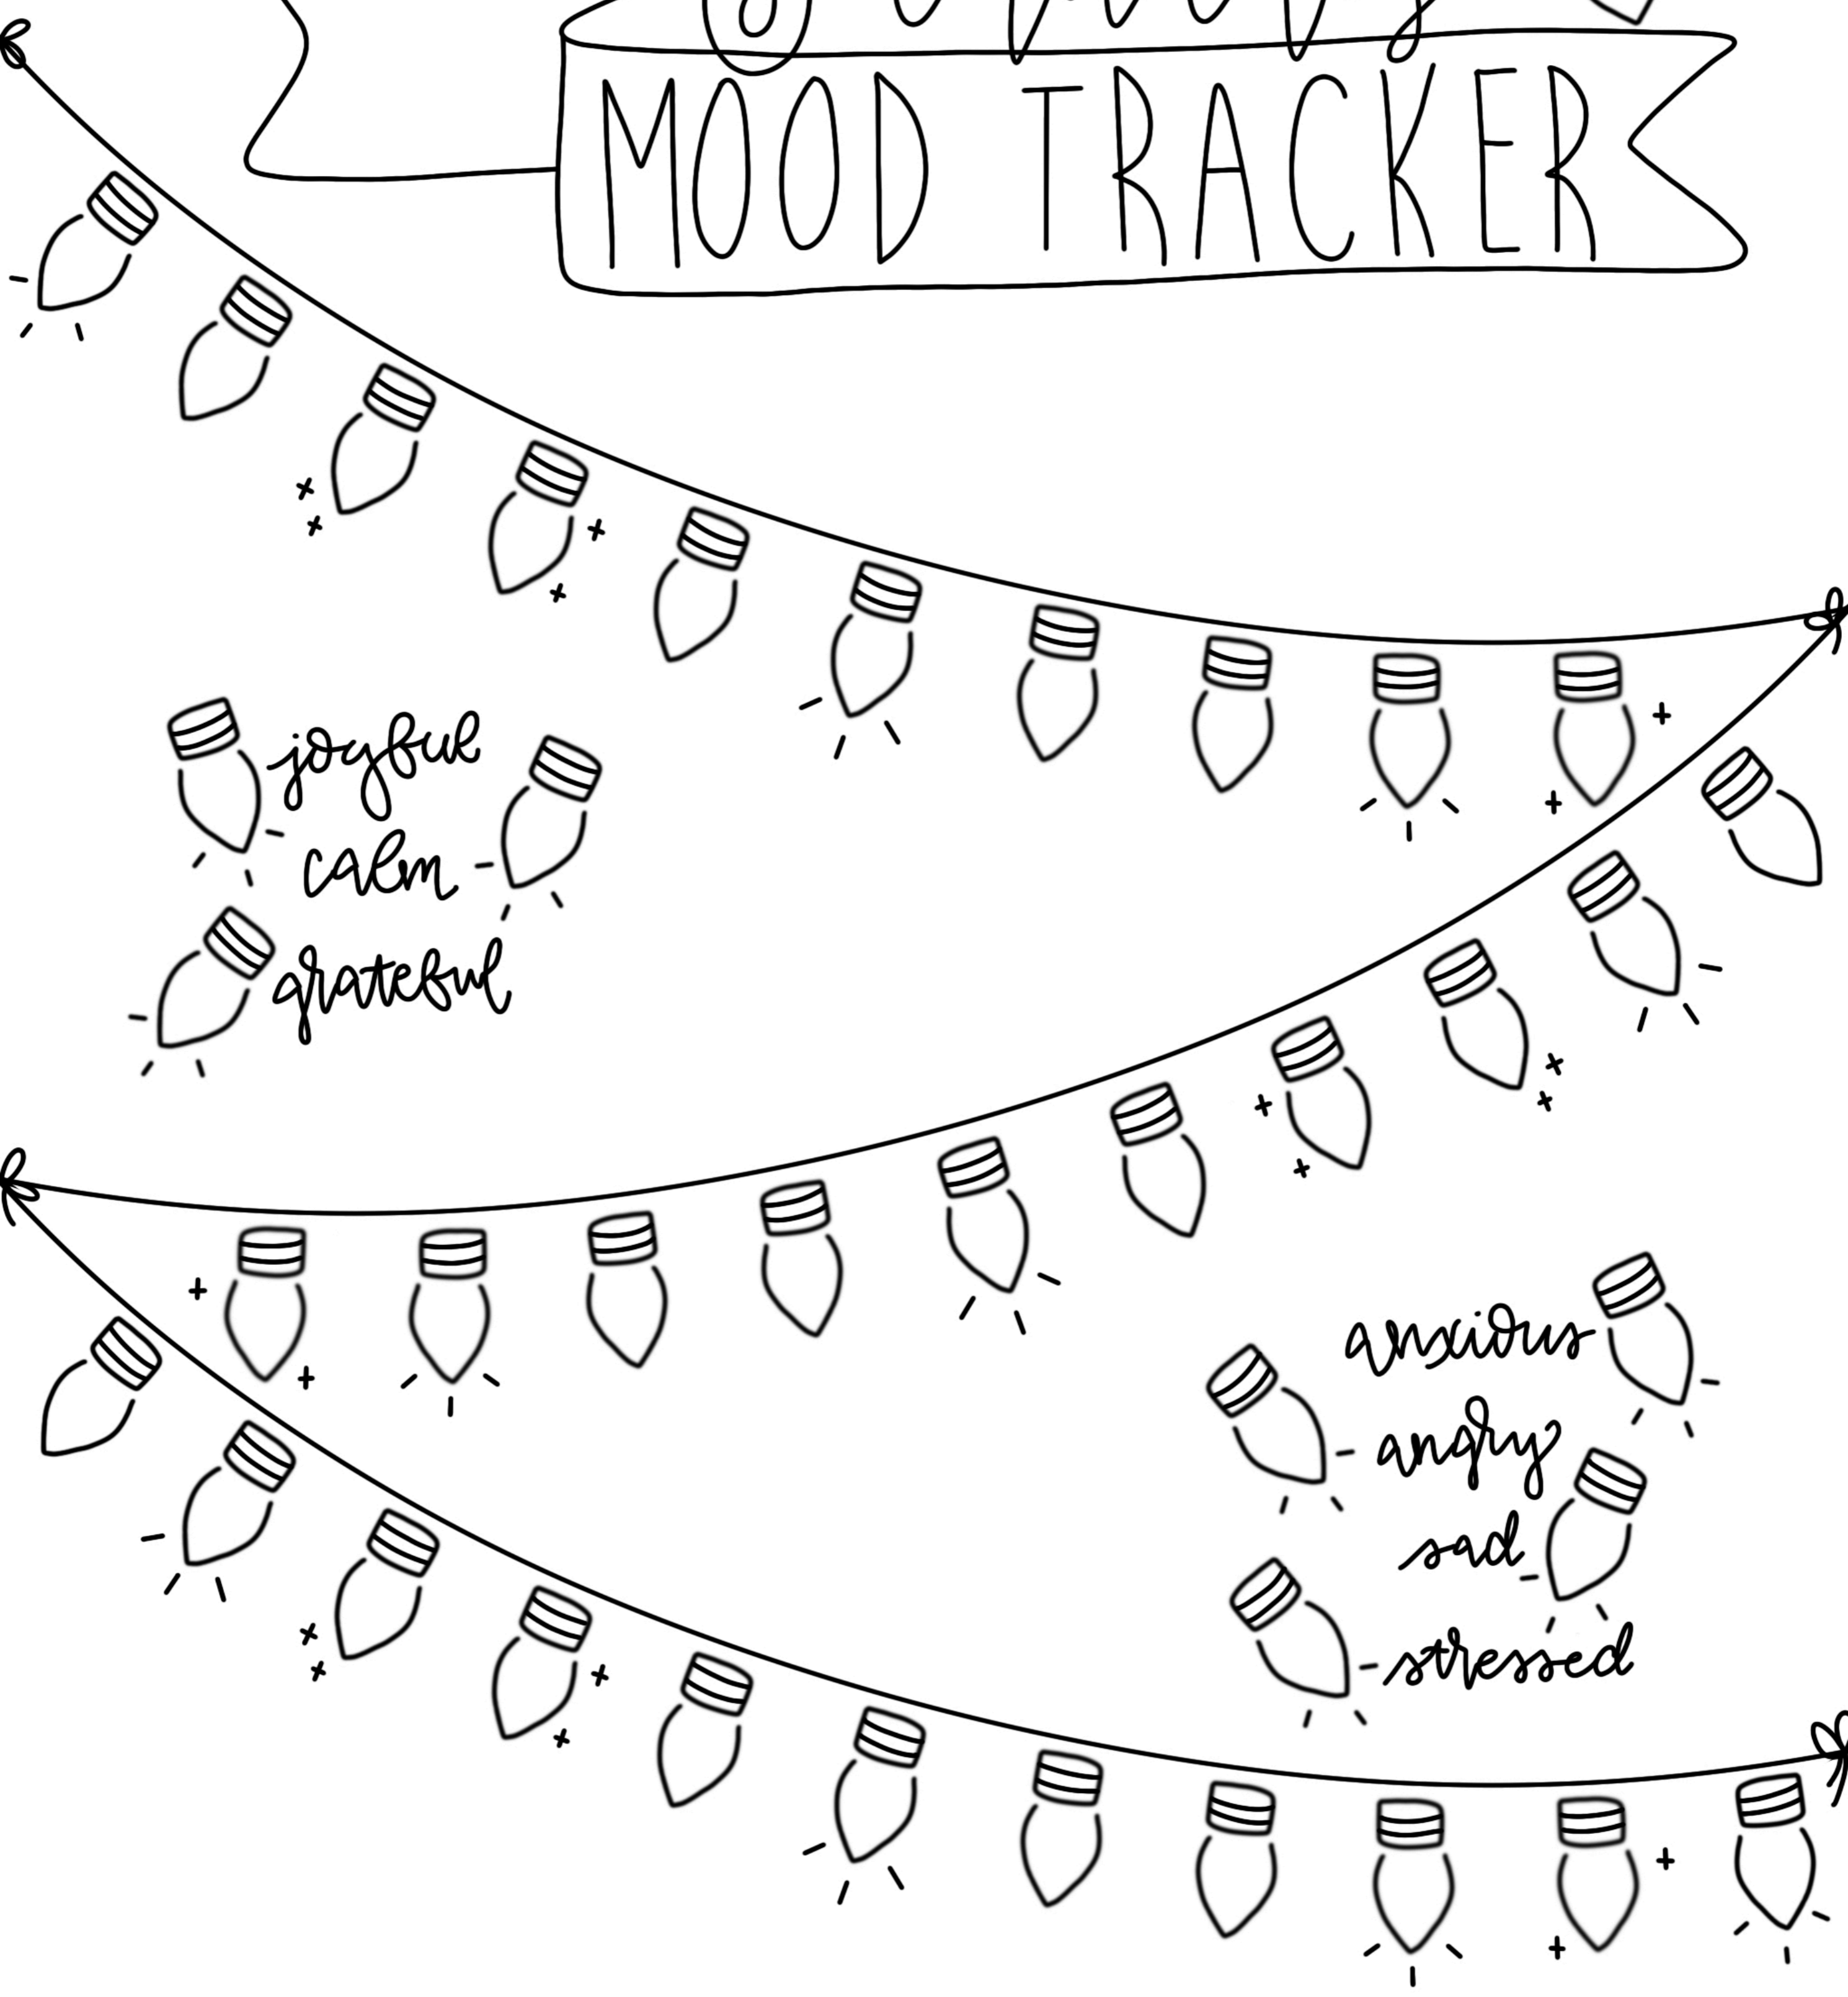 MOOD TRACKER
joyful
calm
grateful
anxious
angry
sad
stressed